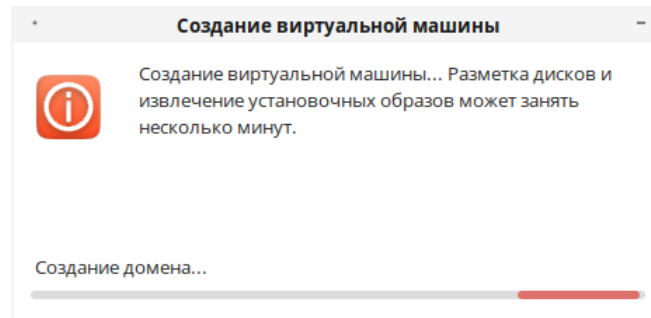 Создание виртуальной машины
Создание виртуальной машины... Разметка дисков и
извлечение установочных образов может занять
несколько минут.
Создание домена...